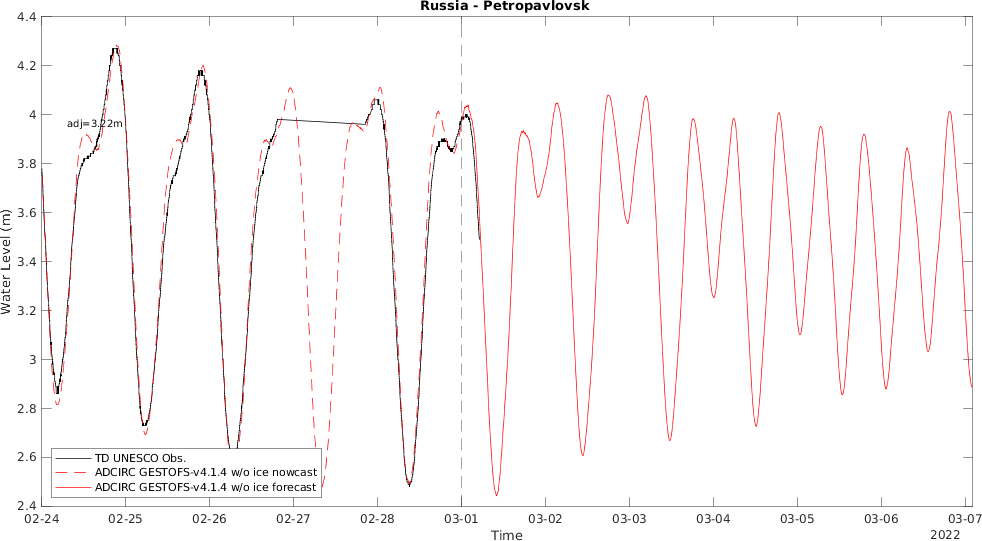 Russia - Petropavlovsk
4.4
4.2
4
3.8
3.6
3.4
3.2
3
2.8
2.6
2.4
Water Level (m)
adj=3.22m
TD UNESCO Obs.
ADCIRC GESTOFS-v4.1.4 w/o ice nowcast
ADCIRC GESTOFS-v4.1.4 w/o ice forecast
02-24 02-25 02-26 02-27 02-28 03-01 03-02 03-03 03-04 03-05 03-06 03-07
Time
2022